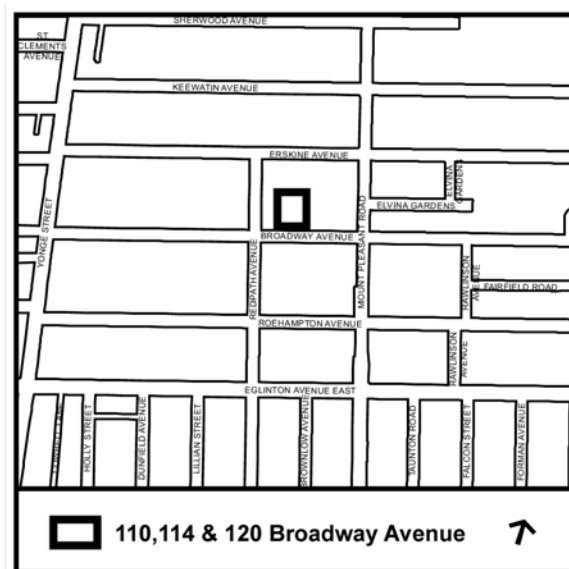 SHERWOOD AVENUE
ST.
CLEMENTS
AVENUE
KEEWATIN AVENUE
ERSKINE AVENUE
ELVINA
GARDENS
ELVINA GARDENS
YONGE STREET
MOUNT PLEASANT ROAD
BROADWAY AVENUE
REDPATH AVENUE
RAWLINSON
AVENUE
FAIRFIELD ROAD
ROEHAMPTON AVENUE
RAWLINSON
AVENUE
EGLINTON AVENUE EAST
HOLLY STREET
DUNFIELD AVENUE
LILLIAN STREET
BROWNLOW AVENUE
TAUNTON ROAD
FALCON STREET
FORMAN AVENUE
110,114 & 120 Broadway Avenue